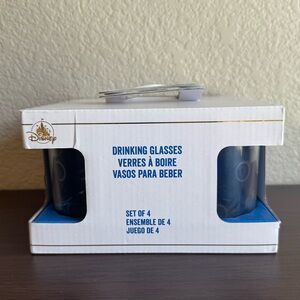 Disney
DRINKING GLASSES
VERRES À BOIRE
VASOS PARA BEBER
SET OF 4
ENSEMBLE DE 4
JUEGO DE 4